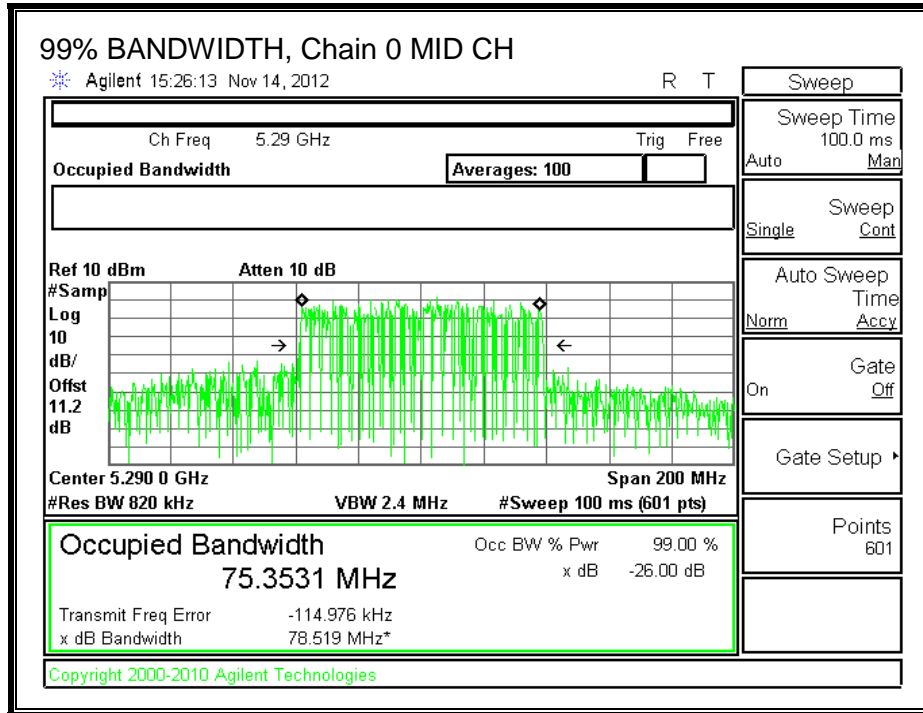 99% BANDWIDTH, Chain 0 MID CH
Agilent 15:26:13 Nov 14, 2012 R T
Ch Freq 5.29 GHz Trig Free
Occupied Bandwidth Averages: 100
Ref 10 dBm Atten 10 dB
#Samp
Log
10
dB/
Offst
11.2
dB
Center 5.290 0 GHz Span 200 MHz
#Res BW 820 kHz VBW 2.4 MHz #Sweep 100 ms (601 pts)
Occupied Bandwidth Occ BW % Pwr 99.00 %
75.3531 MHz x dB -26.00 dB
Transmit Freq Error -114.976 kHz
x dB Bandwidth 78.519 MHz*
Copyright 2000-2010 Agilent Technologies
Sweep
Sweep Time
100.0 ms
Auto Man
Sweep
Single Cont
Auto Sweep
Time
Norm Accy
Gate
On Off
Gate Setup
Points
601